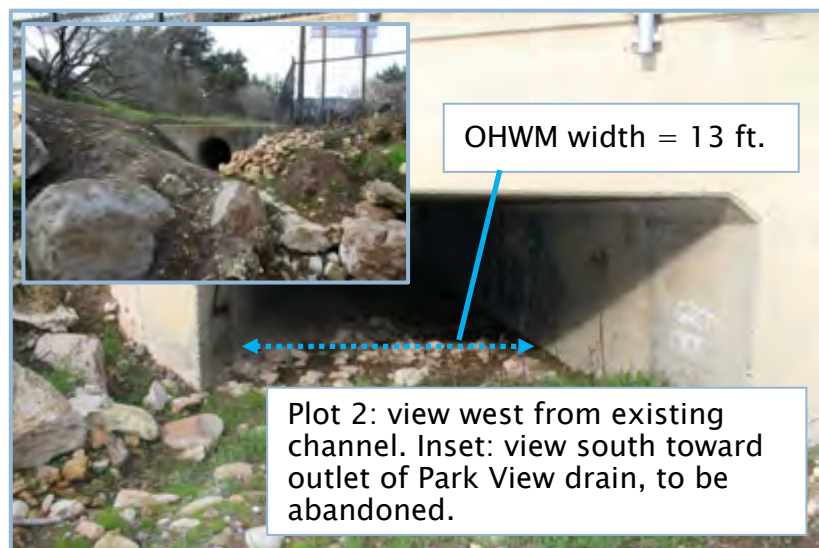 OHWM width = 13 ft.
Plot 2: view west from existing
channel. Inset: view south toward
outlet of Park View drain, to be
abandoned.